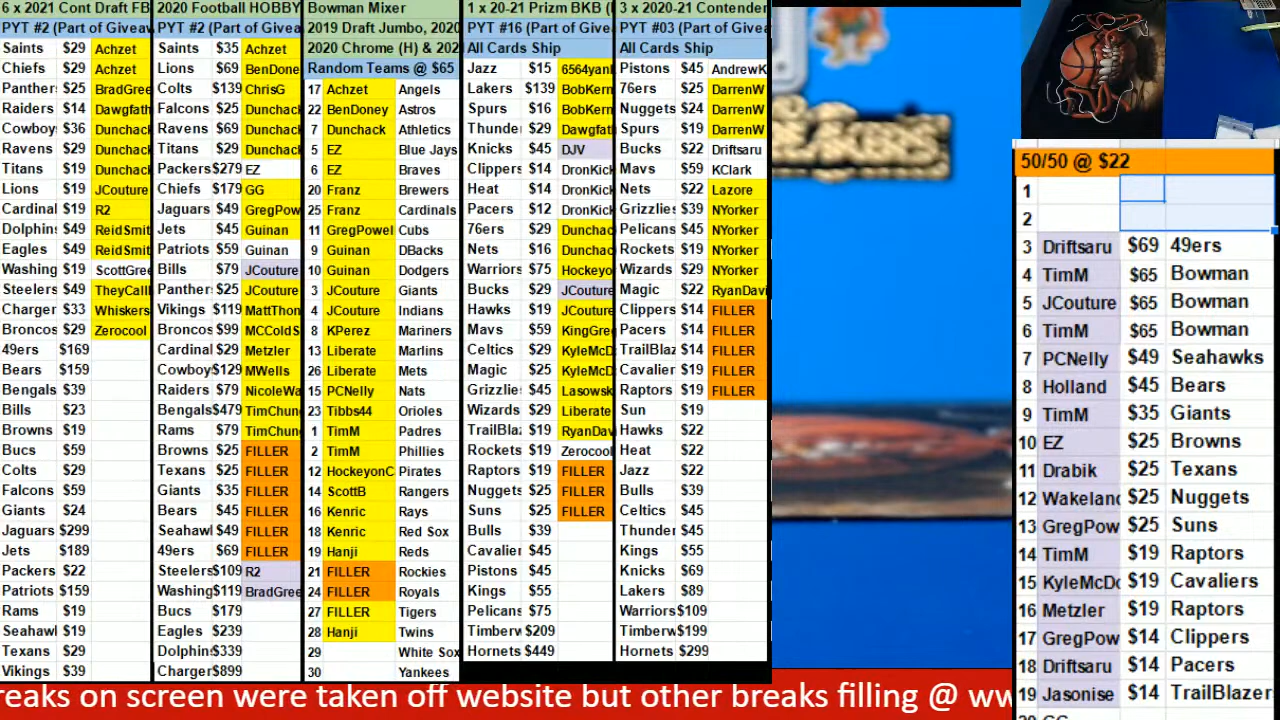 6 x 2021 Cont Draft FB
PYT #2 (Part of Giveav
Saints $29 Achzet
Chiefs $29 Achzet
Panthers $25 BradGree
Raiders $14 Dawgfath
Cowboys $36 Dunchack
Ravens $29 Dunchack
Titans $19 Dunchack
Lions $19 JCouture
Cardinal $19 R2
Dolphins $49 ReidSmit
Eagles $49 ReidSmit
Washing $19 ScottGree
Steelers $49 TheyCalll
Charger $33 Whiskers
Broncos $29 Zerocool
49ers $169
Bears $159
Bengals $39
Bills $23
Browns $19
Bucs $59
Colts $29
Falcons $59
Giants $24
Jaguars $299
Jets $189
Packers $22
Patriots $159
Rams $19
Seahawl $19
Texans $29
Vikings $39
2020 Football HOBBY
PYT #2 (Part of Giveaw
Saints $35 Achzet
Lions $69 BenDone
Colts $139 ChrisG
Falcons $25 Dunchack
Ravens $69 Dunchack
Titans $29 Dunchack
Packers $279 EZ
Chiefs $179 GG
Jaguars $49 GregPow
Jets $45 Guinan
Patriots $59 Guinan
Bills $79 JCouture
Panthers $25 JCouture
Vikings $119 MattThon
Broncos $99 MCColdS
Cardinal $29 Metzler
Cowboy $129 MWells
Raiders $79 NicoleWa
Bengals $479 TimChun
Rams $79 TimChun
Browns $25 FILLER
Texans $25 FILLER
Giants $35 FILLER
Bears $45 FILLER
Seahawl $49 FILLER
49ers $69 FILLER
Steelers $109 R2
Washing $119 BradGree
Bucs $179
Eagles $239
Dolphin $339
Charger $899
Bowman Mixer
2019 Draft Jumbo, 2020
2020 Chrome (H) & 202
Random Teams @ $65
17 Achzet Angels
22 BenDoney Astros
7 Dunchack Athletics
5 EZ Blue Jays
6 EZ Braves
20 Franz Brewers
25 Franz Cardinals
11 GregPowel Cubs
9 Guinan DBacks
10 Guinan Dodgers
3 JCouture Giants
4 JCouture Indians
8 KPerez Mariners
13 Liberate Marlins
26 Liberate Mets
15 PCNelly Nats
23 Tibbs44 Orioles
1 TimM Padres
2 TimM Phillies
12 HockeyonC Pirates
14 ScottB Rangers
16 Kenric Rays
18 Kenric Red Sox
19 Hanji Reds
21 FILLER Rockies
24 FILLER Royals
27 FILLER Tigers
28 Hanji Twins
29 White Sox
30 Yankees
1 x 20-21 Prizm BKB (
PYT #16 (Part of Givea
All Cards Ship
Jazz $15 6564yan
Lakers $139 BobKern
Spurs $16 BobKern
Thunder $29 Dawgfat
Knicks $45 DJV
Clippers $14 DronKick
Heat $14 DronKick
Pacers $12 DronKick
76ers $29 Dunchac
Nets $16 Dunchac
Warriors $75 Hockeyo
Bucks $29 JCouture
Hawks $19 JCouture
Mavs $59 KingGre
Celtics $29 KyleMcD
Magic $25 KyleMcD
Grizzlie $45 Lasowsk
Wizards $29 Liberate
TrailBla $19 RyanDav
Rockets $19 Zerocool
Raptors $19 FILLER
Nuggets $25 FILLER
Suns $25 FILLER
Bulls $39
Cavalier $45
Pistons $45
Kings $55
Pelicans $75
Timberw $209
Hornets $449
3 x 2020-21 Contender
PYT #03 (Part of Givea
All Cards Ship
Pistons $45 AndrewK
76ers $25 DarrenW
Nuggets $24 DarrenW
Spurs $19 DarrenW
Bucks $22 Driftsaru
Mavs $59 KClark
Nets $22 Lazore
Grizzlies $39 NYorker
Pelicans $45 NYorker
Rockets $19 NYorker
Wizards $29 NYorker
Magic $22 RyanDavi
Clippers $14 FILLER
Pacers $14 FILLER
TrailBlaz $14 FILLER
Cavalier $19 FILLER
Raptors $19 FILLER
Sun $19
Hawks $22
Heat $22
Jazz $22
Bulls $39
Celtics $45
Thunder $45
Kings $55
Knicks $69
Lakers $89
Warriors $109
Timberw $199
Hornets $299
50/50 @ $22
1
2
3 Driftsaru $69 49ers
4 TimM $65 Bowman
5 JCouture $65 Bowman
6 TimM $65 Bowman
7 PCNelly $49 Seahawks
8 Holland $45 Bears
9 TimM $35 Giants
10 EZ $25 Browns
11 Drabik $25 Texans
12 Wakeland $25 Nuggets
13 GregPow $25 Suns
14 TimM $19 Raptors
15 KyleMcDo $19 Cavaliers
16 Metzler $19 Raptors
17 GregPow $14 Clippers
18 Driftsaru $14 Pacers
19 Jasonise $14 TrailBlazer
reaks on screen were taken off website but other breaks filling @ ww